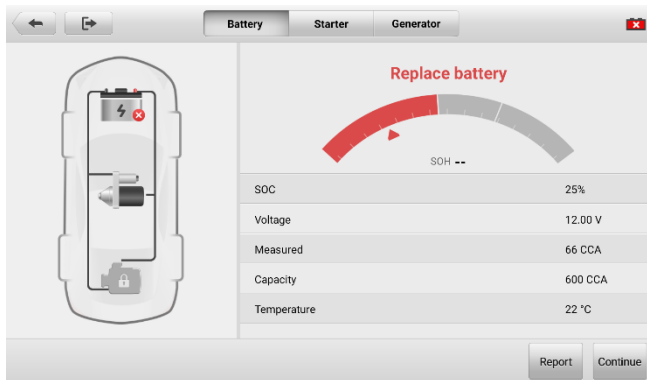 Battery Starter Generator
Replace battery
SOH --
SOC 25%
Voltage 12.00 V
Measured 66 CCA
Capacity 600 CCA
Temperature 22 °C
Report Continue